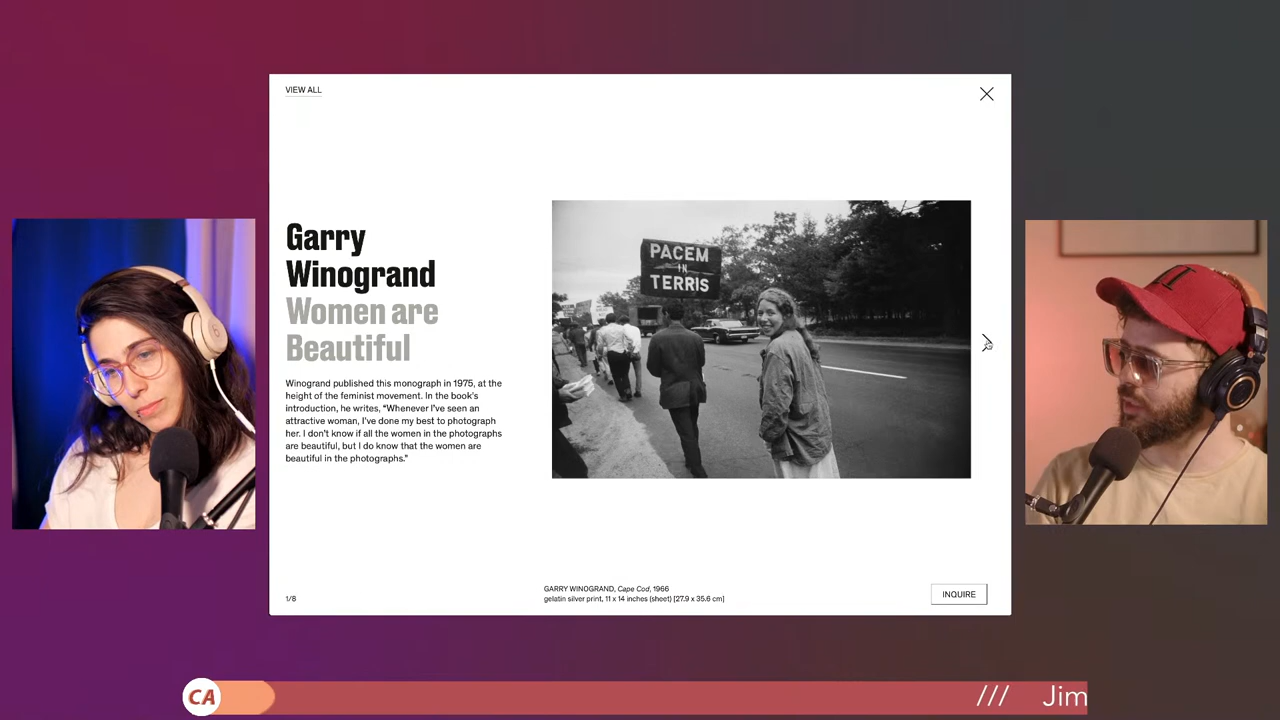 VIEW ALL
Garry
Winogrand
Women are
Beautiful
Winogrand published this monograph in 1975, at the
height of the feminist movement. In the book's
introduction, he writes, “Whenever I've seen an
attractive woman, I've done my best to photograph
her. I don't know if all the women in the photographs
are beautiful, but I do know that the women are
beautiful in the photographs.”
PACEM
IN
TERRIS
1/8
GARRY WINOGRAND, Cape Cod, 1966
gelatin silver print, 11 x 14 inches (sheet) [27.9 x 35.6 cm]
INQUIRE
CA
/// Jim